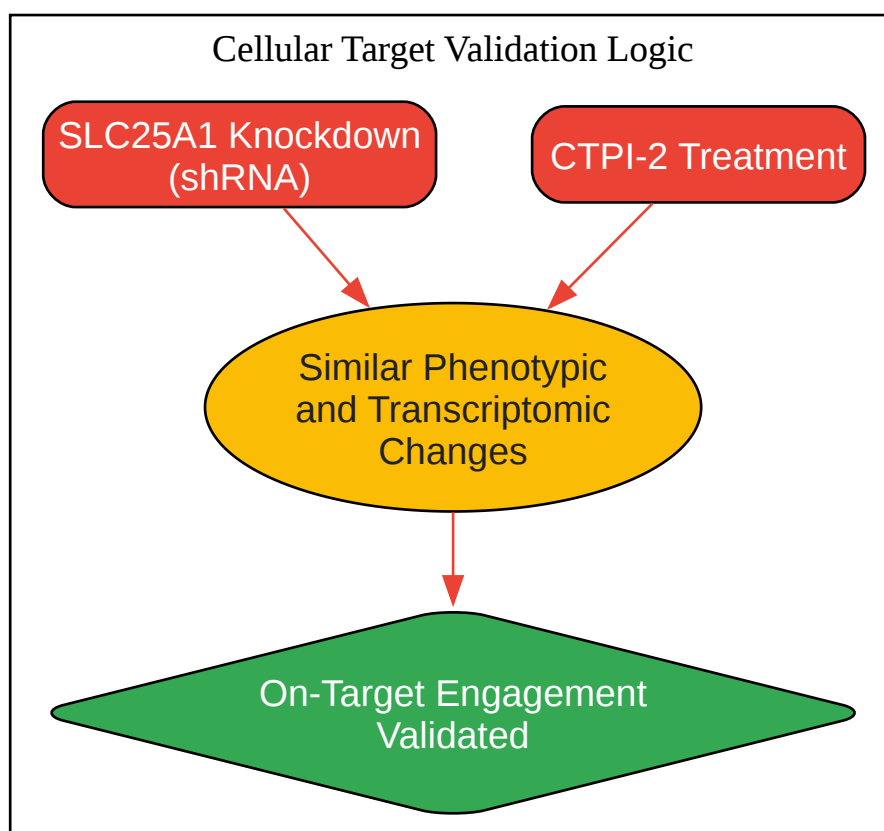 Cellular Target Validation Logic
SLC25A1 Knockdown
(shRNA)
CTPI-2 Treatment
Similar Phenotypic
and Transcriptomic
Changes
On-Target Engagement
Validated